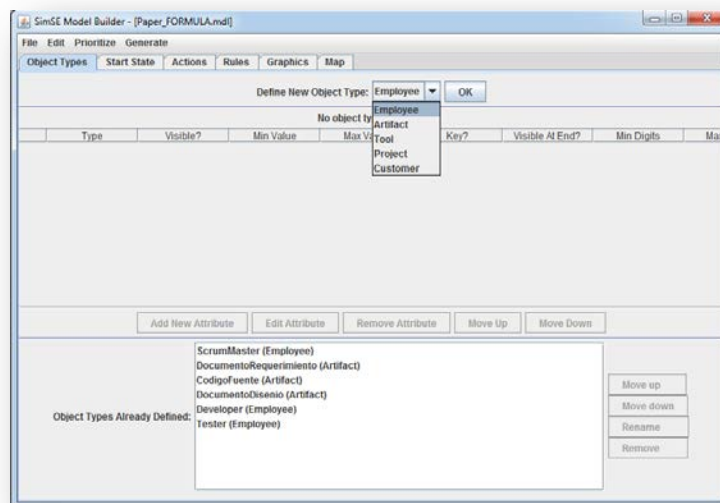 SimSE Model Builder - [Paper_FORMULA.mdl]
File Edit Prioritize Generate
Object Types Start State Actions Rules Graphics Map
Define New Object Type: Employee OK
Employee
Artifact
Tool
Project
Customer
No object ty
Type Visible? Min Value Max Va Key? Visible At End? Min Digits Ma
Add New Attribute Edit Attribute Remove Attribute Move Up Move Down
Object Types Already Defined:
ScrumMaster (Employee)
DocumentoRequerimiento (Artifact)
CodigoFuente (Artifact)
DocumentoDisenio (Artifact)
Developer (Employee)
Tester (Employee)
Move up
Move down
Rename
Remove